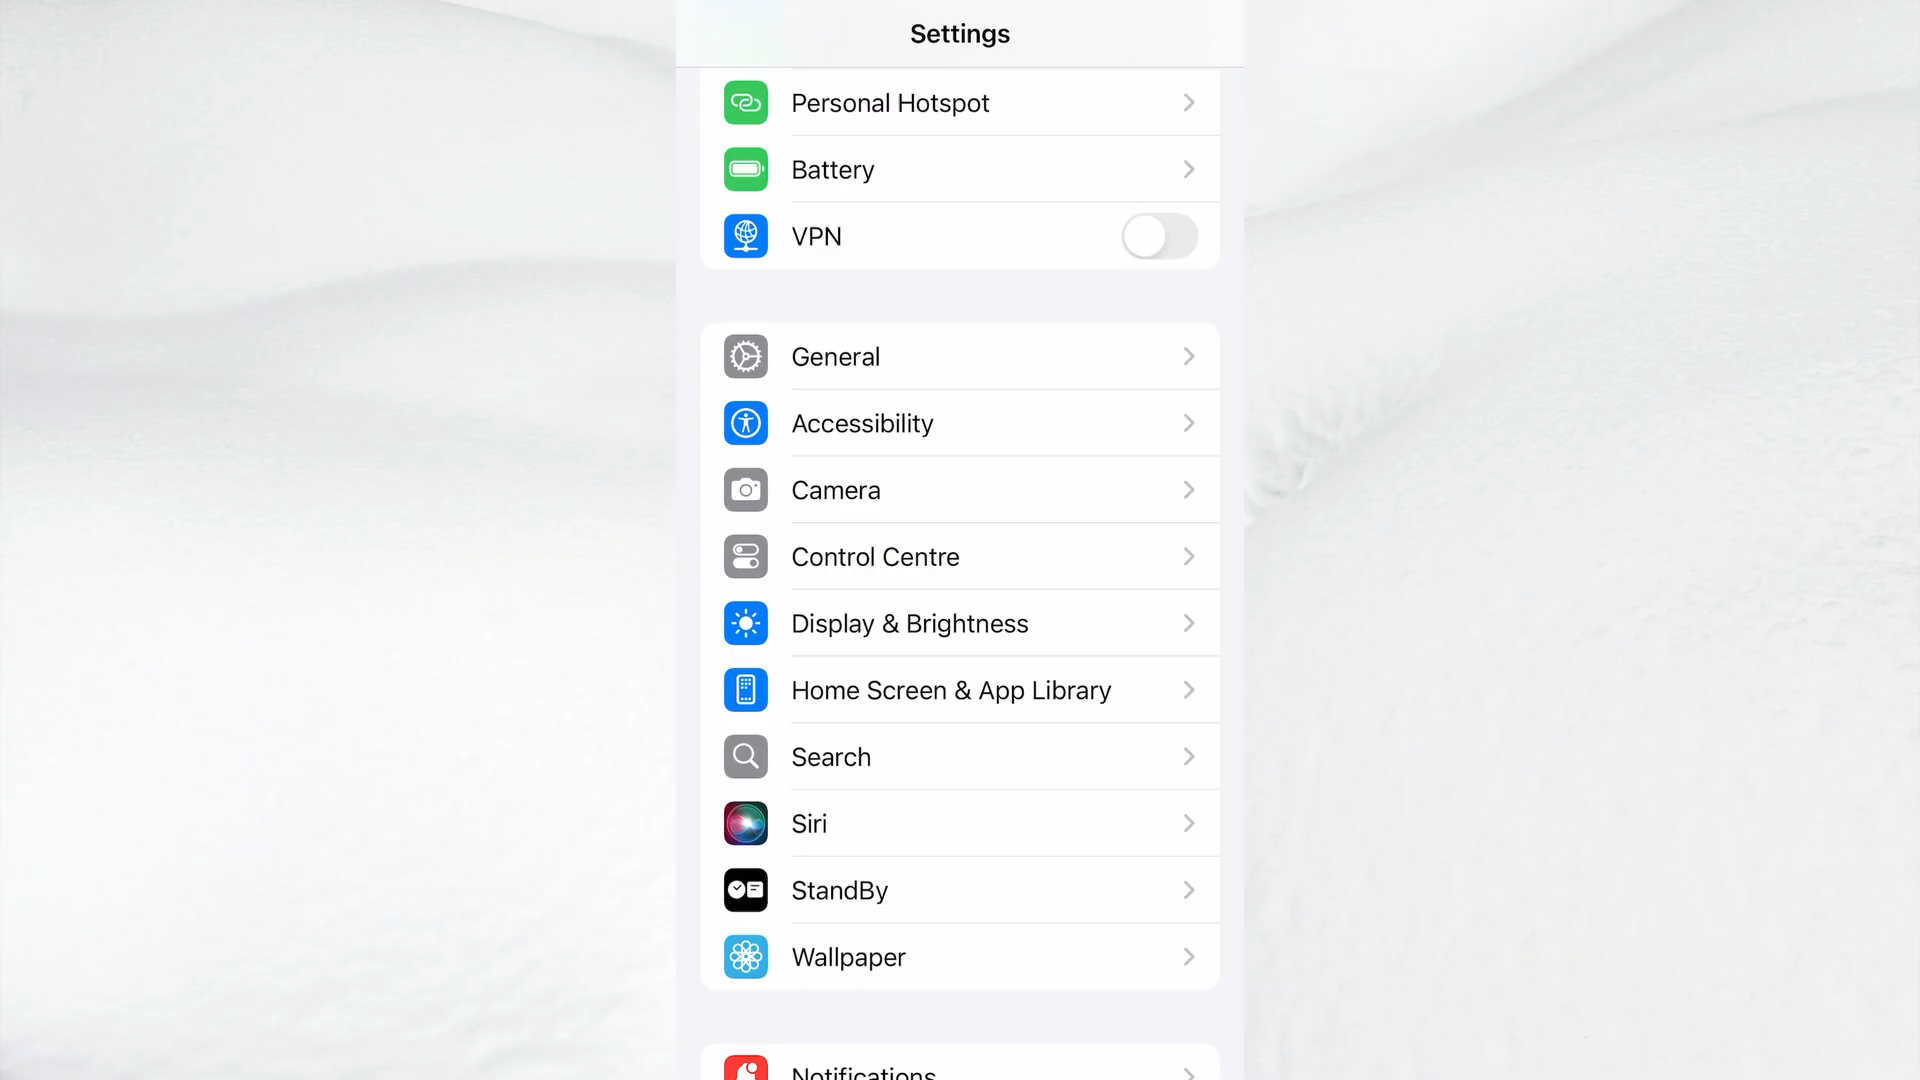 Settings
Personal Hotspot
Battery
VPN
General
Accessibility
Camera
Control Centre
Display & Brightness
Home Screen & App Library
Search
Siri
StandBy
Wallpaper
Notifications